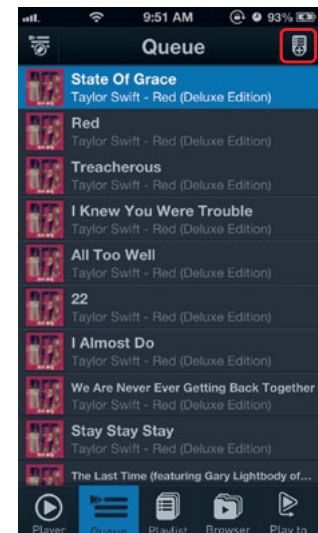 9:51 AM 93%
Queue
State Of Grace
Taylor Swift - Red (Deluxe Edition)
Red
Taylor Swift - Red (Deluxe Edition)
Treacherous
Taylor Swift - Red (Deluxe Edition)
I Knew You Were Trouble
Taylor Swift - Red (Deluxe Edition)
All Too Well
Taylor Swift - Red (Deluxe Edition)
22
Taylor Swift - Red (Deluxe Edition)
I Almost Do
Taylor Swift - Red (Deluxe Edition)
We Are Never Ever Getting Back Together
Taylor Swift - Red (Deluxe Edition)
Stay Stay Stay
Taylor Swift - Red (Deluxe Edition)
The Last Time (featuring Gary Lightbody of...
Player Queue Playlist Browser Play to